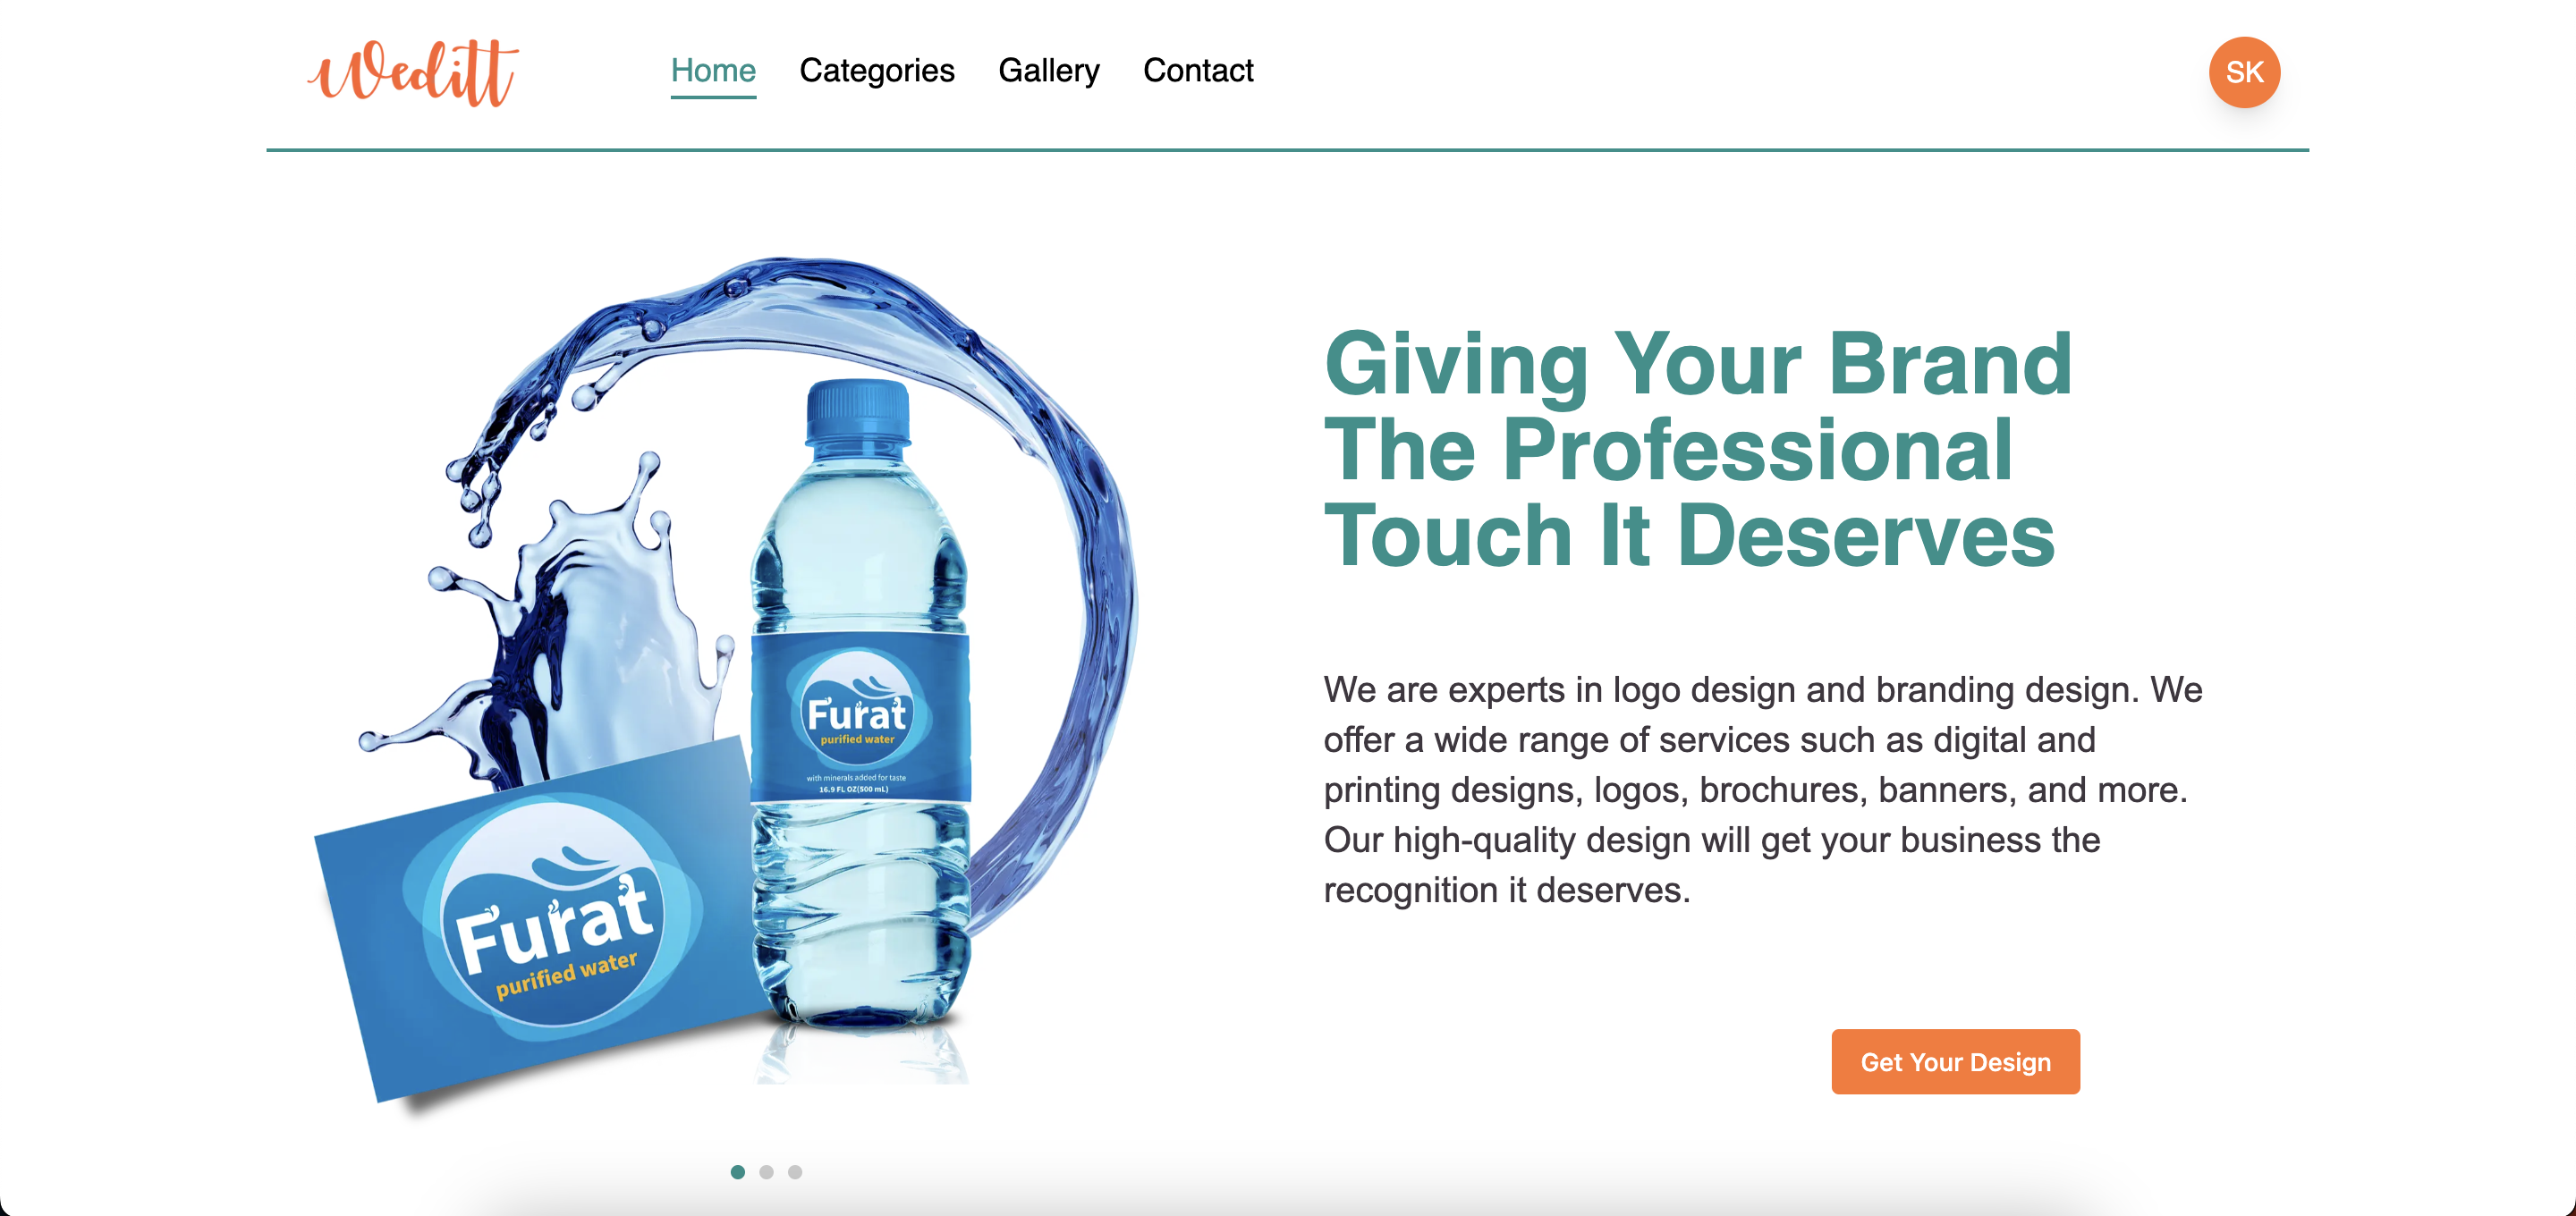 Weditt
Home
Categories
Gallery
Contact
SK
Giving Your Brand
The Professional
Touch It Deserves
We are experts in logo design and branding design. We
offer a wide range of services such as digital and
printing designs, logos, brochures, banners, and more.
Our high-quality design will get your business the
recognition it deserves.
Get Your Design
Furat
purified water
with minerals added for taste
16.9 FL OZ(500 mL)
Furat
purified water